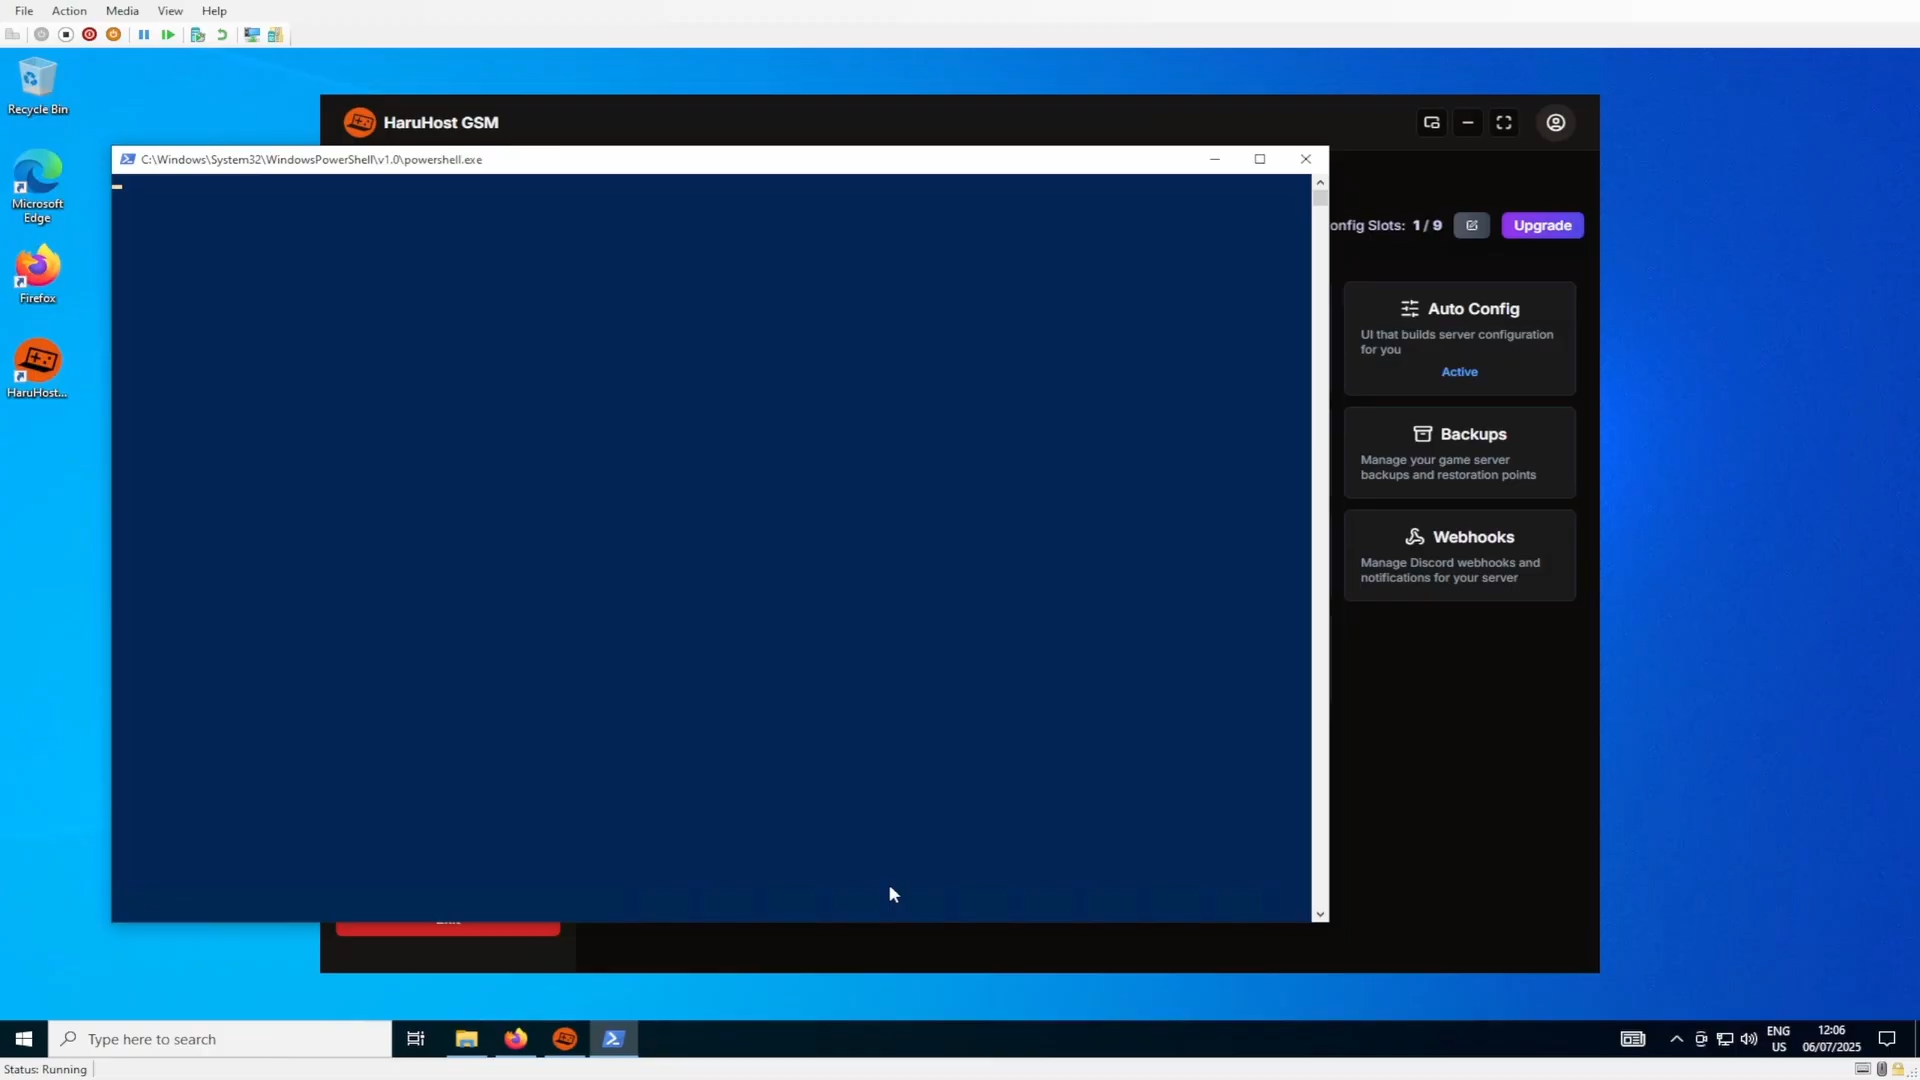 File Action Media View Help
Recycle Bin
HaruHost GSM
C:\Windows\System32\WindowsPowerShell\v1.0\powershell.exe
Microsoft
Edge
onfig Slots: 1 / 9
Upgrade
Firefox
Auto Config
UI that builds server configuration
for you
Active
HaruHost...
Backups
Manage your game server
backups and restoration points
Webhooks
Manage Discord webhooks and
notifications for your server
Type here to search
ENG
US
12:06
06/07/2025
Status: Running